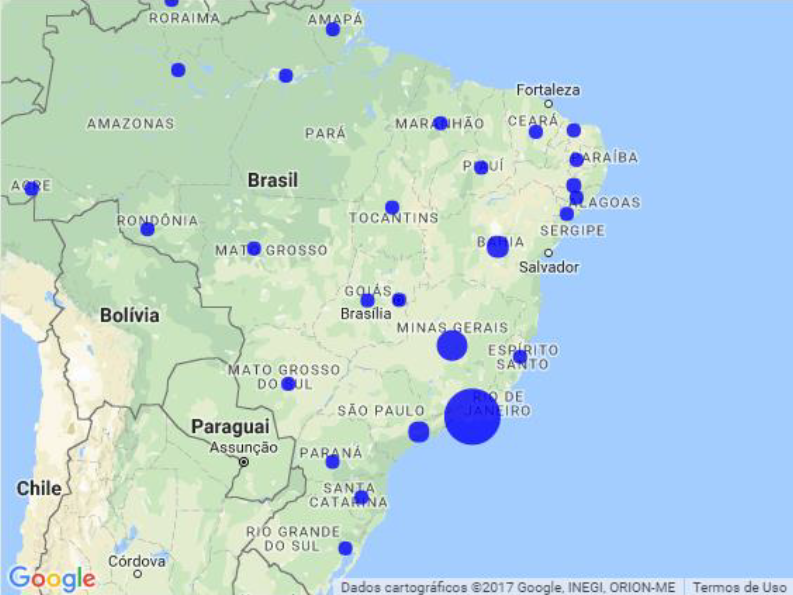 RORAIMA
AMAPÁ
Fortaleza
AMAZONAS
PARÁ
MARANHÃO
CEARÁ
PIAUÍ
PARAÍBA
Brasil
ACRE
ALAGOAS
RONDÔNIA
TOCANTINS
SERGIPE
MATO GROSSO
BAHIA
Salvador
GOIÁS
Bolívia
Brasília
MINAS GERAIS
ESPÍRITO
SANTO
MATO GROSSO
DO SUL
RIO DE
JANEIRO
SÃO PAULO
Paraguai
Assunção
PARANÁ
Chile
SANTA
CATARINA
RIO GRANDE
DO SUL
Córdova
Google
Dados cartográficos ©2017 Google, INEGI, ORION-ME
Termos de Uso